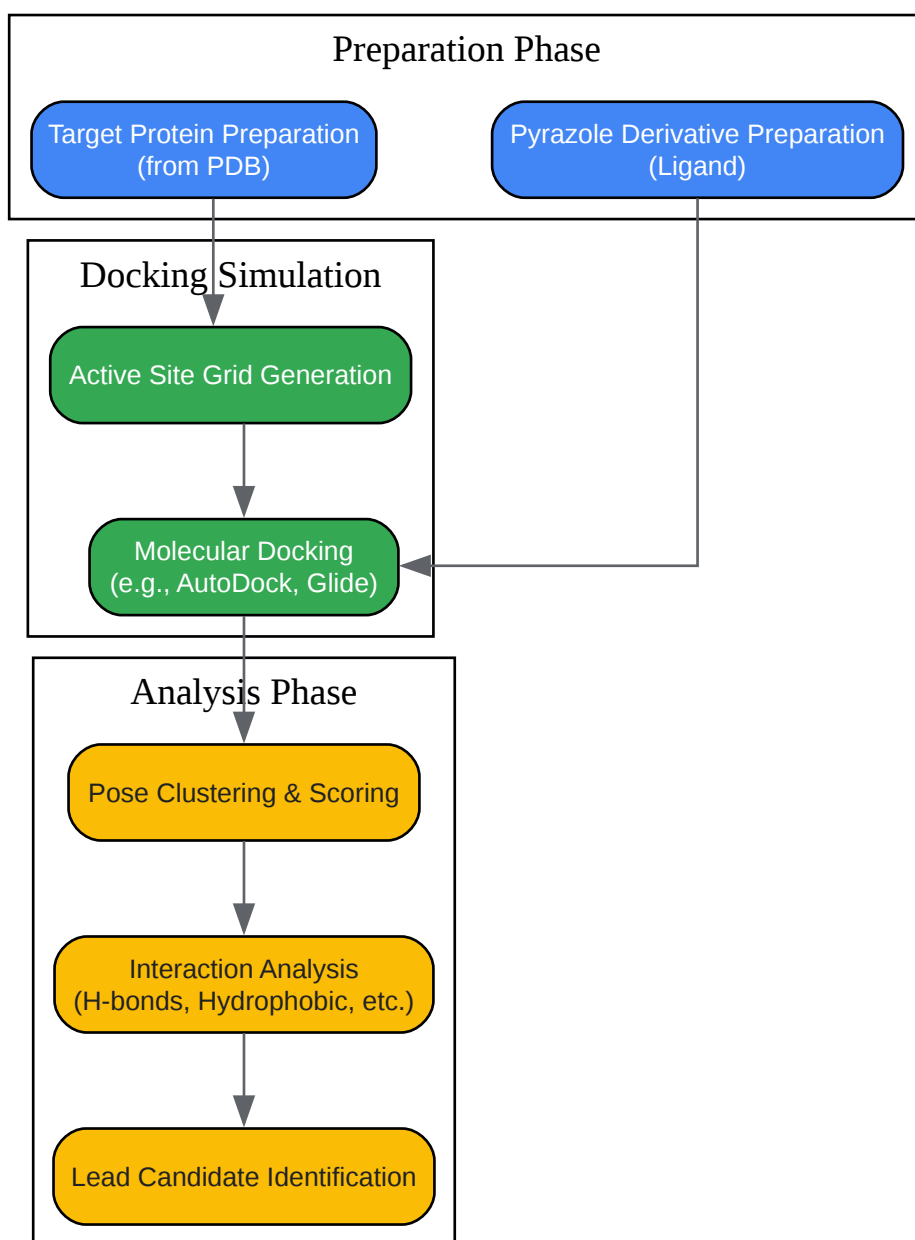 Preparation Phase
Target Protein Preparation
(from PDB)
Pyrazole Derivative Preparation
(Ligand)
Docking Simulation
Active Site Grid Generation
Molecular Docking
(e.g., AutoDock, Glide)
Analysis Phase
Pose Clustering & Scoring
Interaction Analysis
(H-bonds, Hydrophobic, etc.)
Lead Candidate Identification